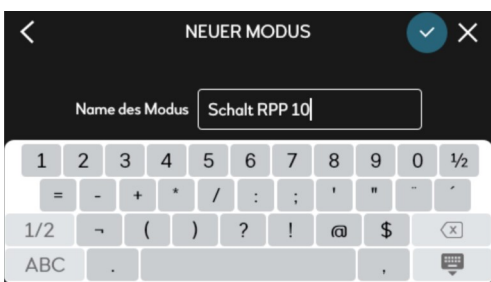 NEUER MODUS
Name des Modus Schalt RPP 10
1 2 3 4 5 6 7 8 9 0 ½
= - + * / : ; ' " ¨ ´
1/2 ¬ ( ) ? ! @ $
ABC . ,